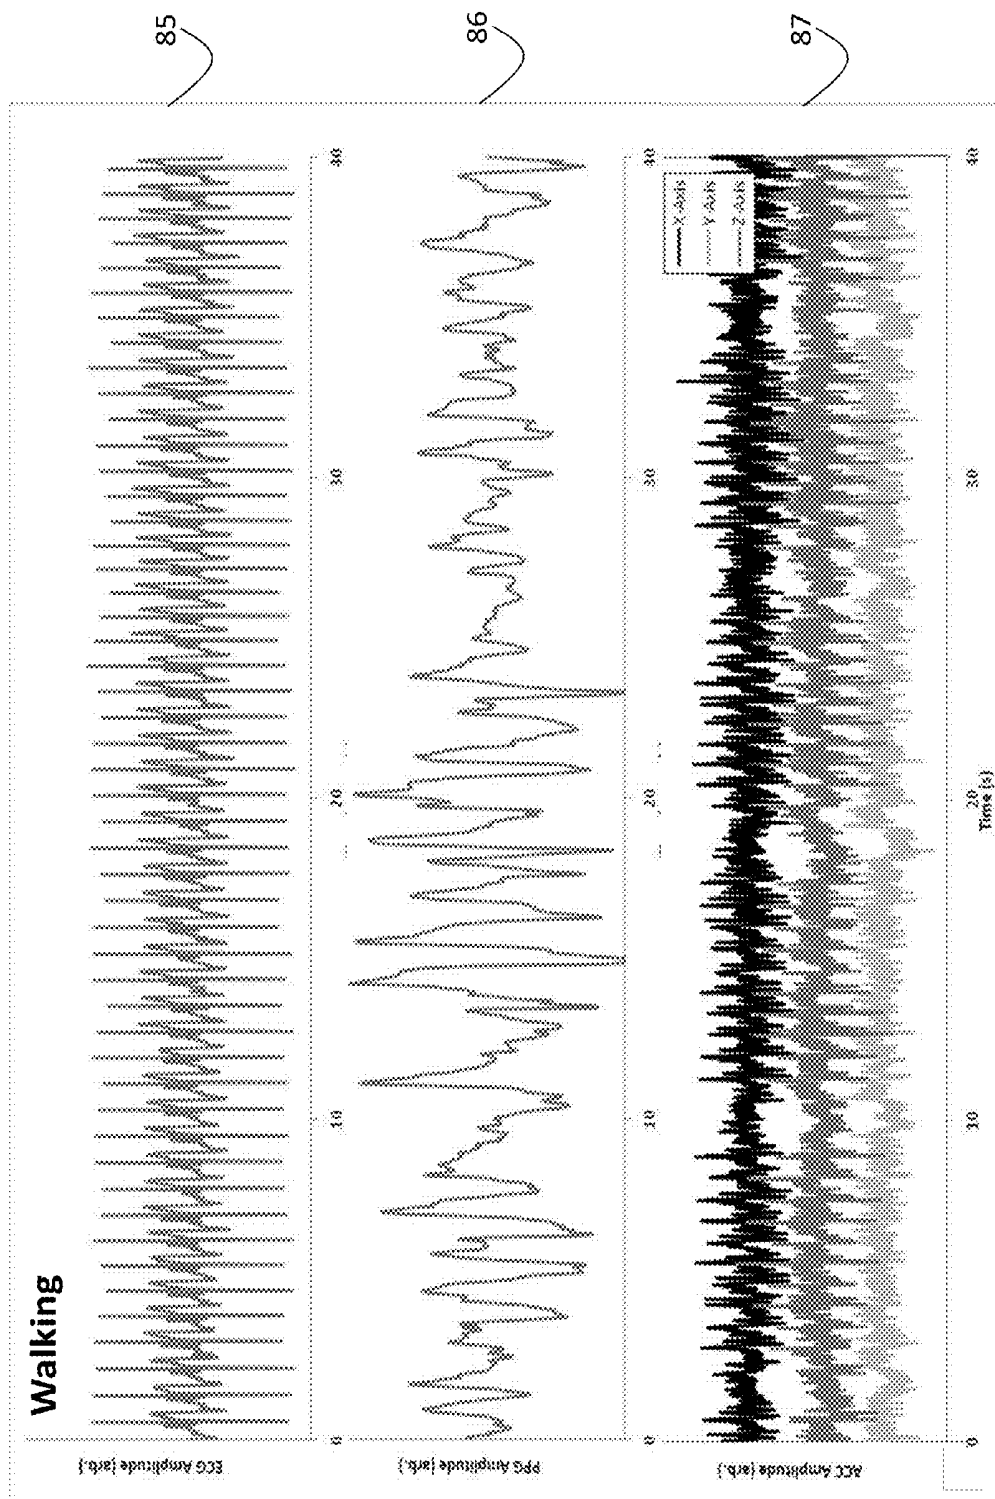 Walking
85
ECG Amplitude (arb.)
0
10
20
30
40
86
PPG Amplitude (arb.)
0
10
20
30
40
87
ACC Amplitude (arb.)
X-Axis
Y-Axis
Z-Axis
0
10
20
30
40
Time (s)